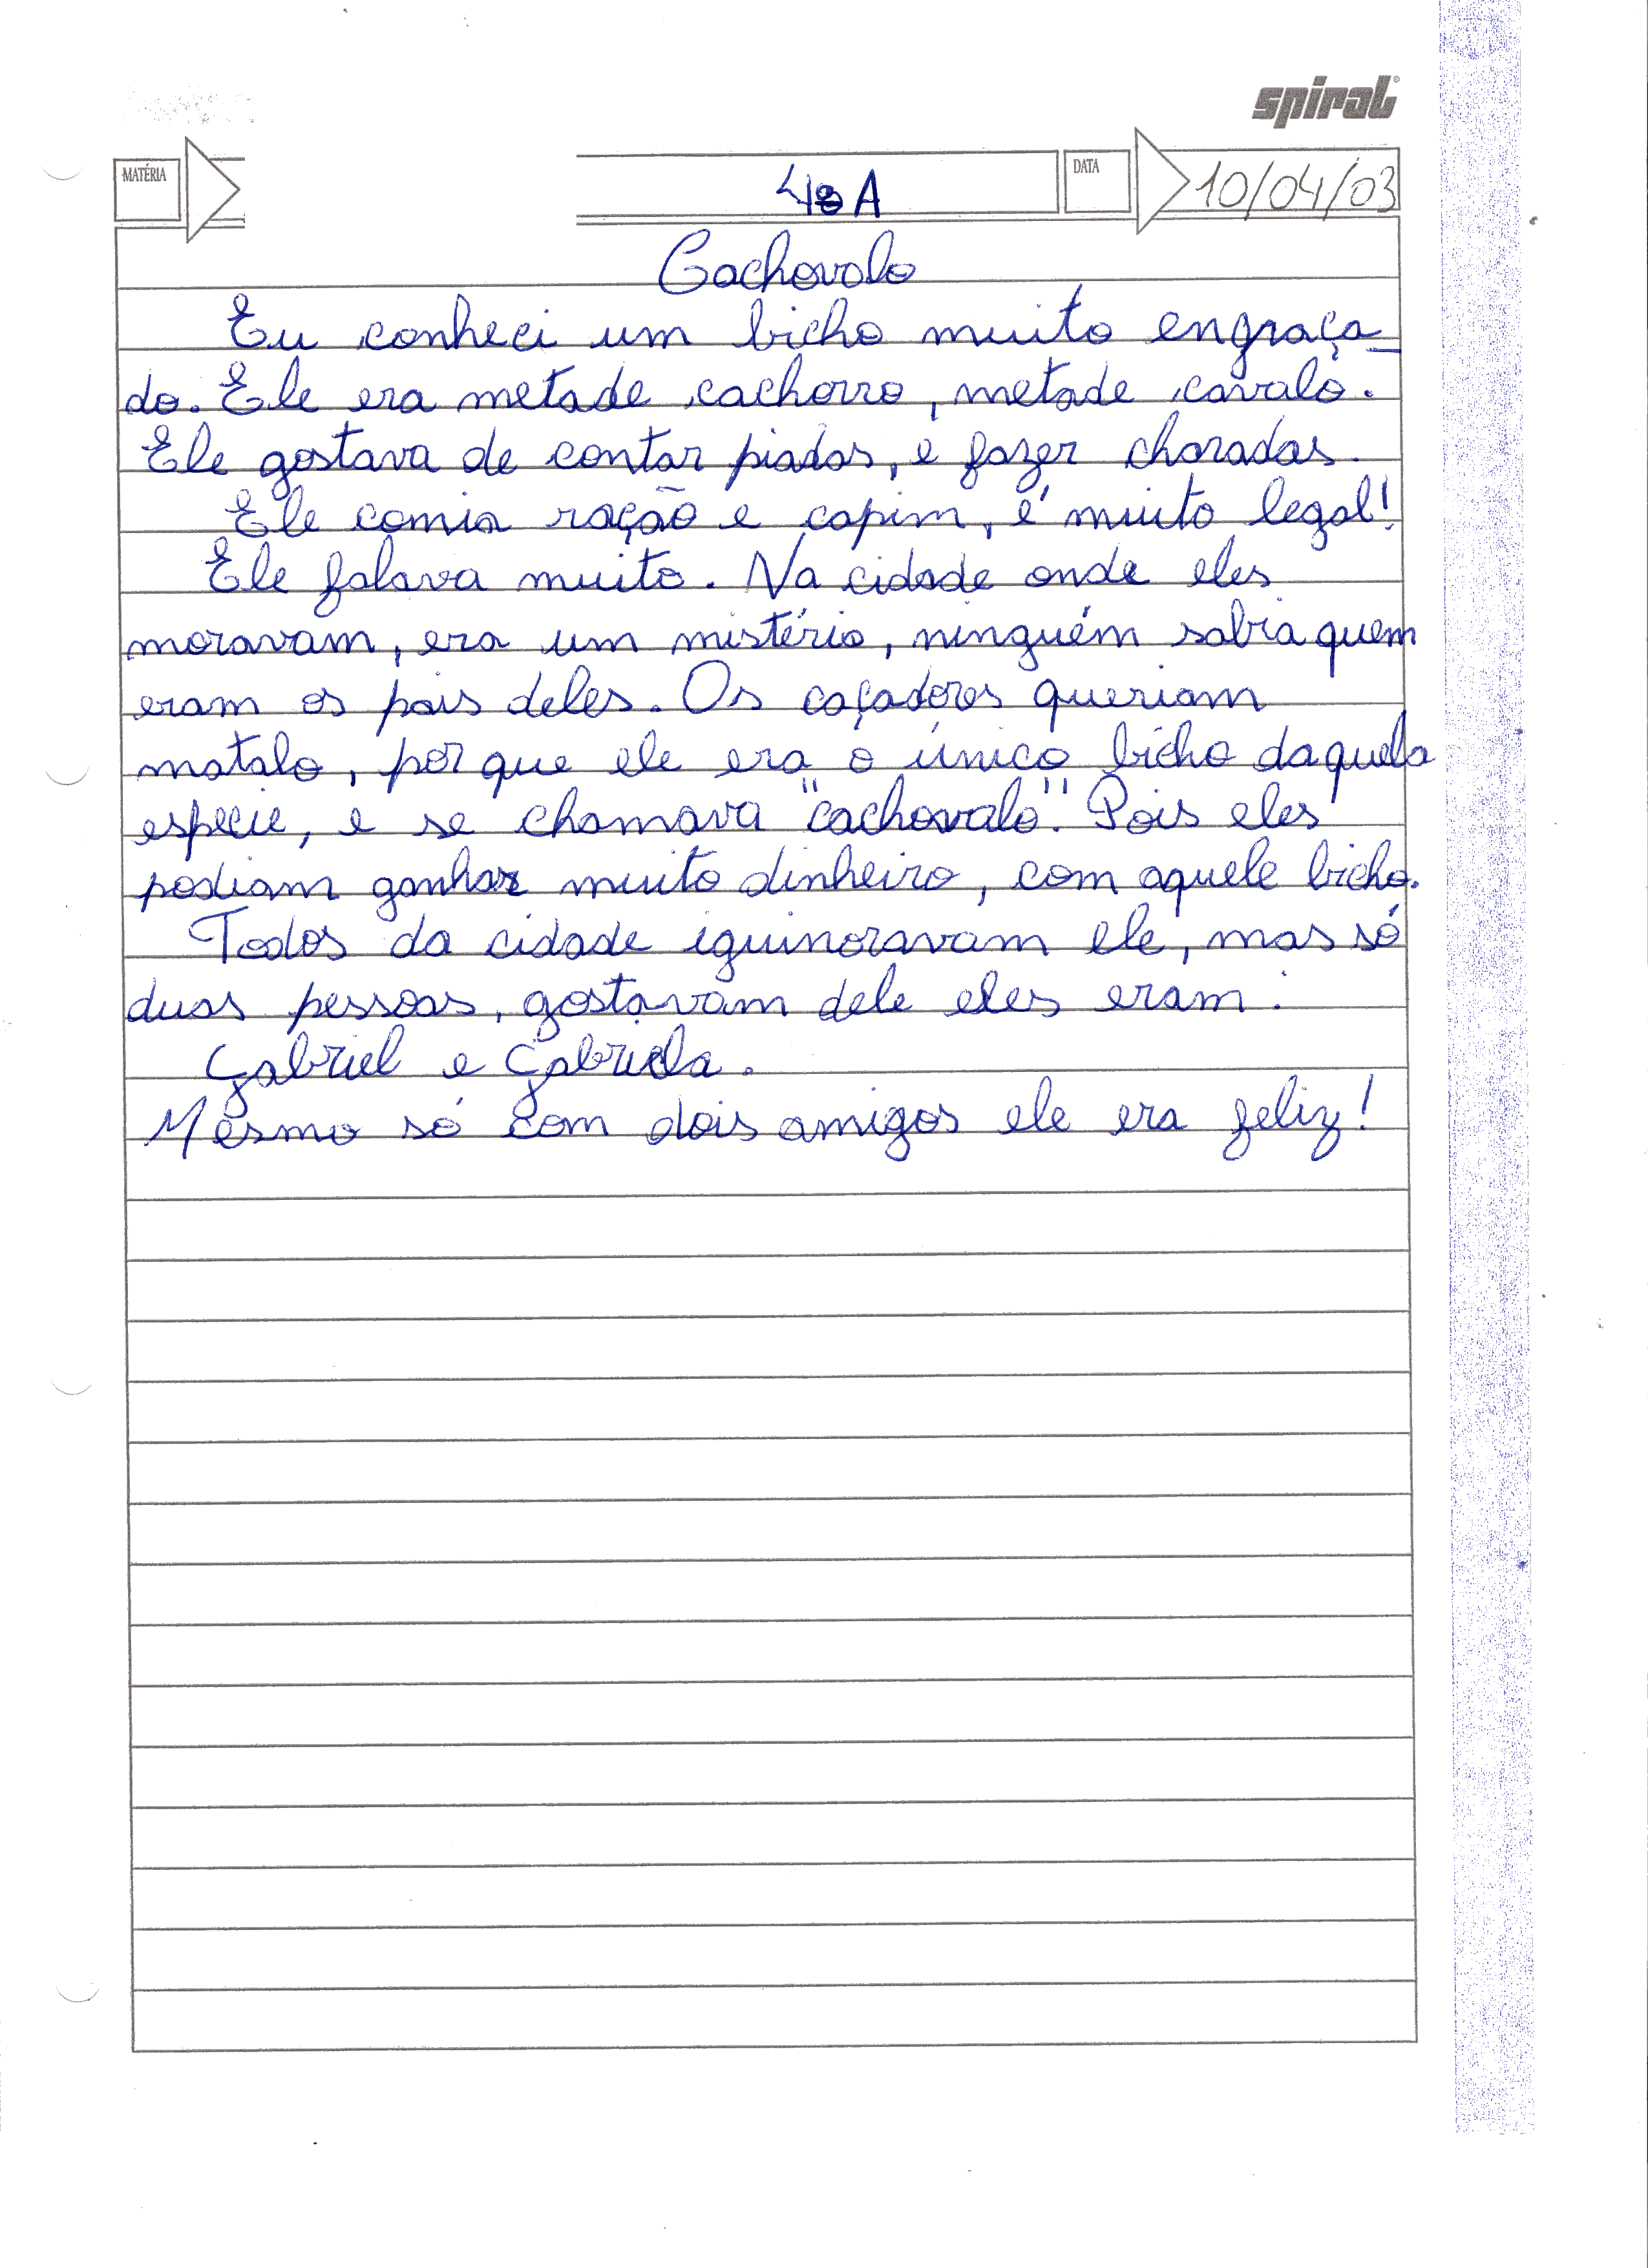 spiral
MATÉRIA
4ªA
DATA
10/04/03
Cachovalo
Eu conheci um bicho muito engraça-
do. Ele era metade cachorro, metade cavalo.
Ele gostava de contar piadas, e fazer charadas.
Ele comia ração e capim, é muito legal!
Ele falava muito. Na cidade onde eles
moravam, era um mistério, ninguém sabia quem
eram os pais deles. Os caçadores queriam
matalo, por que ele era o único bicho daquela
espécie, e se chamava "cachovalo". Pois eles
podiam ganhar muito dinheiro, com aquele bicho.
Todos da cidade iguinoravam ele, mas só
duas pessoas, gostavam dele eles eram:
Gabriel e Gabriela.
Mesmo só com dois amigos ele era feliz!